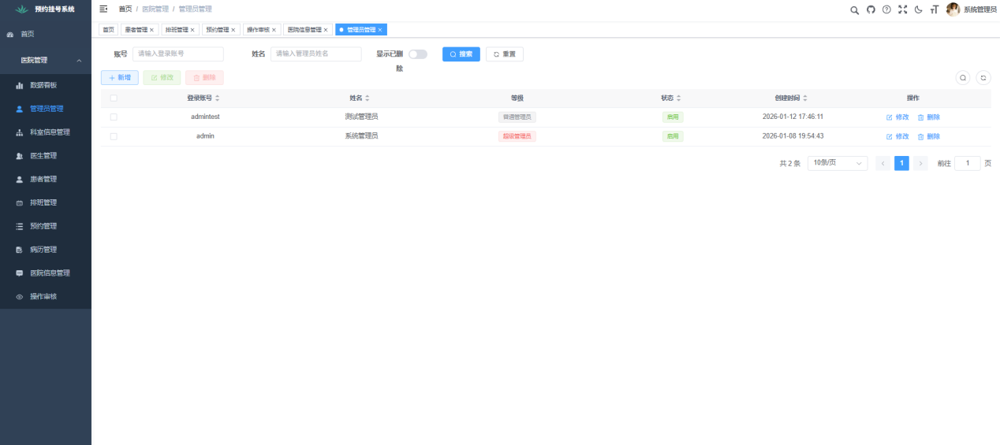 预约挂号系统
首页 / 医院管理 / 管理员管理
系统管理员
首页
医院管理
数据看板
管理员管理
科室信息管理
医生管理
患者管理
排班管理
预约管理
病历管理
医院信息管理
操作审核
首页 患者管理 × 排班管理 × 预约管理 × 操作审核 × 医院信息管理 × 管理员管理 ×
账号 请输入登录账号 姓名 请输入管理员姓名 显示已删除 搜索 重置
+ 新增 修改 删除
登录账号 姓名 等级 状态 创建时间 操作
admintest 测试管理员 普通管理员 启用 2026-01-12 17:46:11 修改 删除
admin 系统管理员 超级管理员 启用 2026-01-08 19:54:43 修改 删除
共 2 条 10条/页 1 前往 1 页